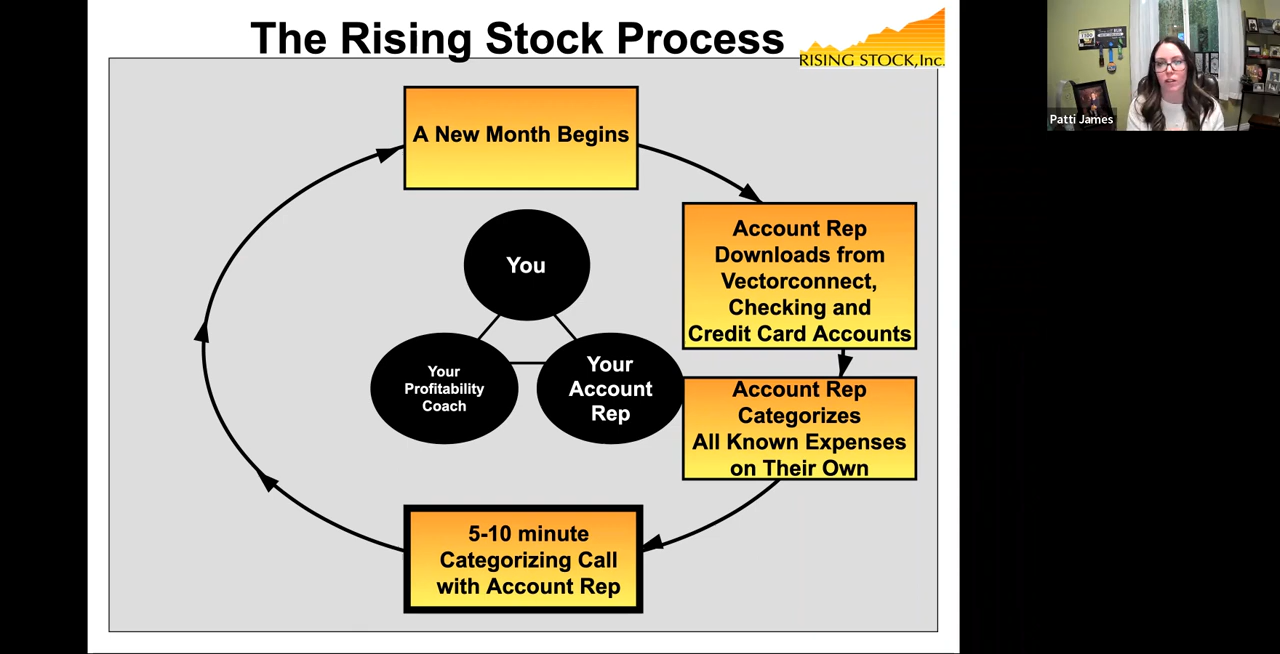 The Rising Stock Process
RISING STOCK, Inc.
A New Month Begins
Account Rep
Downloads from
Vectorconnect,
Checking and
Credit Card Accounts
You
Your
Profitability
Coach
Your
Account
Rep
Account Rep
Categorizes
All Known Expenses
on Their Own
5-10 minute
Categorizing Call
with Account Rep
Patti James